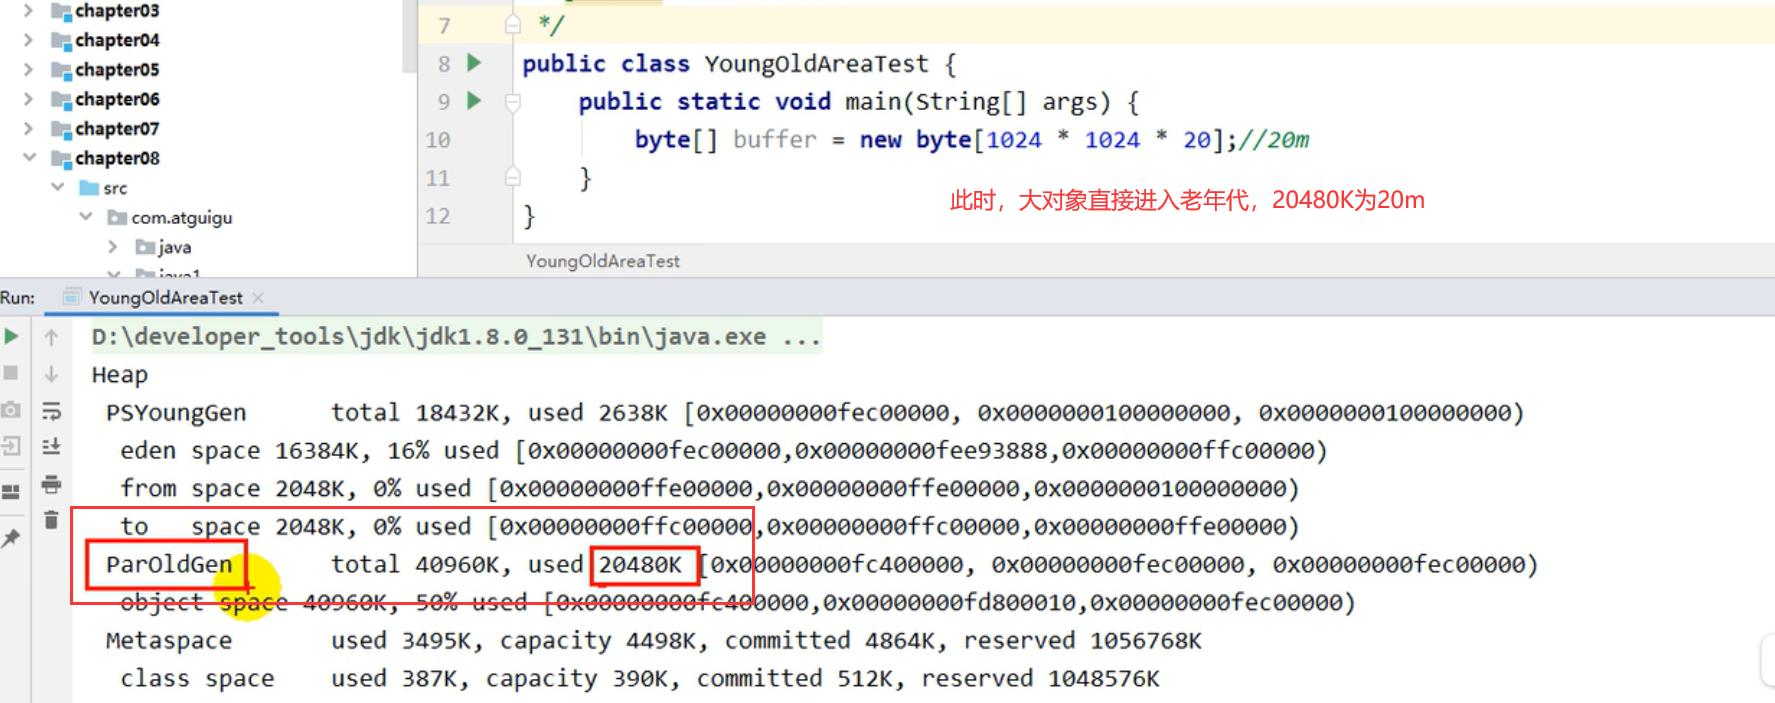 chapter03
chapter04
chapter05
chapter06
chapter07
chapter08
src
com.atguigu
java
java1
7 */
8 public class YoungOldAreaTest {
9 public static void main(String[] args) {
10 byte[] buffer = new byte[1024 * 1024 * 20];//20m
11 }
12 }
此时，大对象直接进入老年代，20480K为20m
YoungOldAreaTest
Run: YoungOldAreaTest
D:\developer_tools\jdk\jdk1.8.0_131\bin\java.exe ...
Heap
PSYoungGen total 18432K, used 2638K [0x00000000fec00000, 0x0000000100000000, 0x0000000100000000)
eden space 16384K, 16% used [0x00000000fec00000,0x00000000fee93888,0x00000000ffc00000)
from space 2048K, 0% used [0x00000000ffe00000,0x00000000ffe00000,0x0000000100000000)
to space 2048K, 0% used [0x00000000ffc00000,0x00000000ffc00000,0x00000000ffe00000)
ParOldGen total 40960K, used 20480K [0x00000000fc400000, 0x00000000fec00000, 0x00000000fec00000)
object space 40960K, 50% used [0x00000000fc400000,0x00000000fd800010,0x00000000fec00000)
Metaspace used 3495K, capacity 4498K, committed 4864K, reserved 1056768K
class space used 387K, capacity 390K, committed 512K, reserved 1048576K